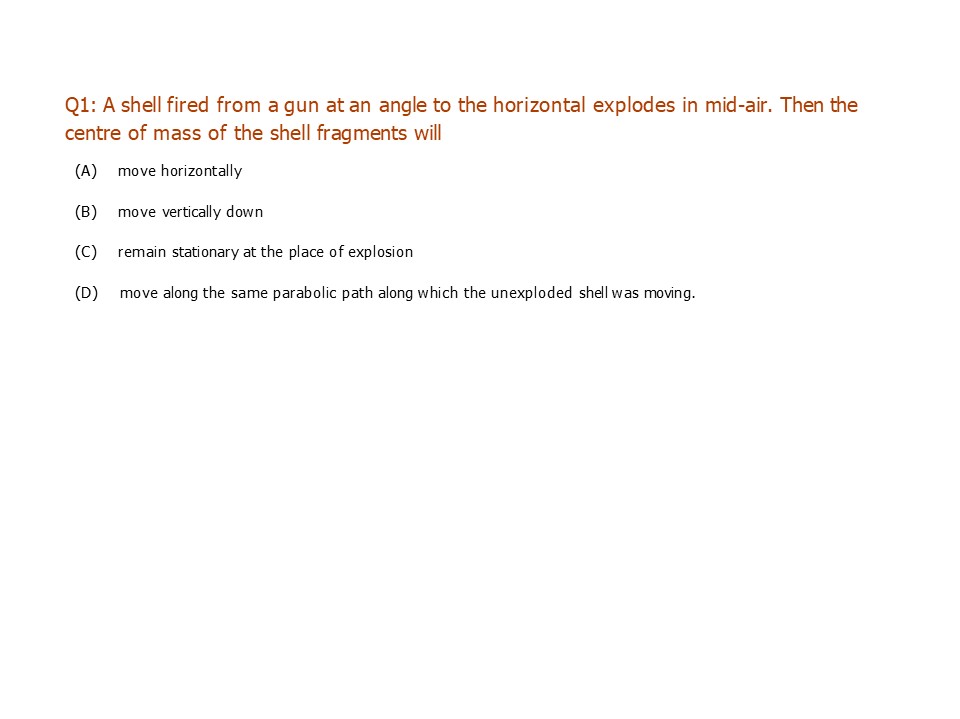 Q1: A shell fired from a gun at an angle to the horizontal explodes in mid-air. Then the
centre of mass of the shell fragments will
(A) move horizontally
(B) move vertically down
(C) remain stationary at the place of explosion
(D) move along the same parabolic path along which the unexploded shell was moving.